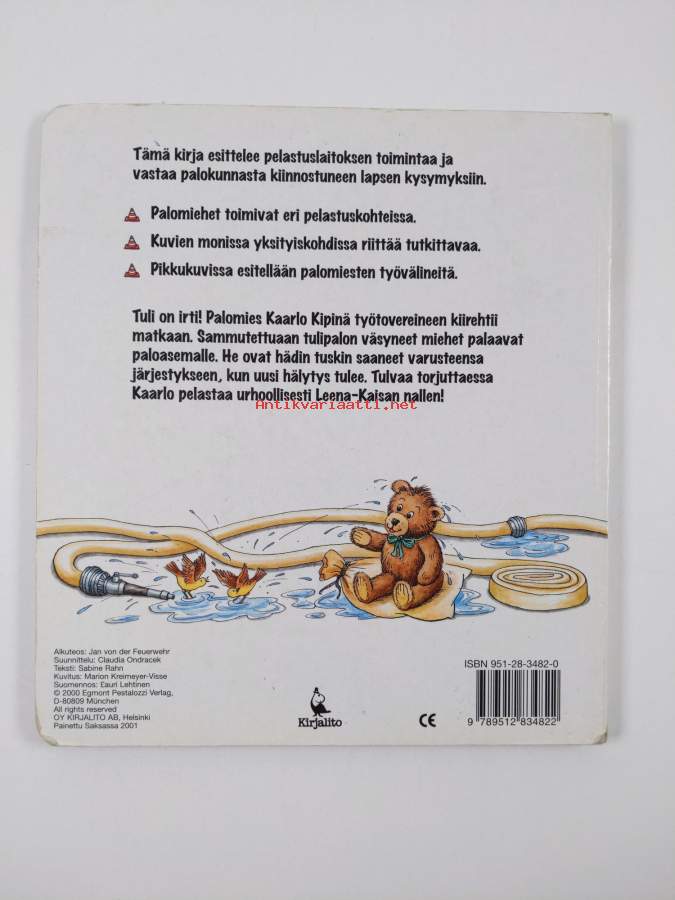 Tämä kirja esittelee pelastuslaitoksen toimintaa ja
vastaa palokunnasta kiinnostuneen lapsen kysymyksiin.
Palomiehet toimivat eri pelastuskohteissa.
Kuvien monissa yksityiskohdissa riittää tutkittavaa.
Pikkukuvissa esitellään palomiesten työvälineitä.
Tuli on irti! Palomies Kaarlo Kipinä työtovereineen kiirehtii
matkaan. Sammutettuaan tulipalon väsyneet miehet palaavat
paloasemalle. He ovat hädin tuskin saaneet varusteensa
järjestykseen, kun uusi hälytys tulee. Tulvaa torjuttaessa
Kaarlo pelastaa urhoollisesti Leena-Kaisan nallen!
Antikvariaatti.net
Alkuteos: Jan von der Feuerwehr
Suunnittelu: Claudia Ondracek
Teksti: Sabine Rahn
Kuvitus: Marion Kreimeyer-Visse
Suomennos: Lauri Lehtinen
© 2000 Egmont Pestalozzi Verlag,
D-80809 München
All rights reserved
OY KIRJALITO AB, Helsinki
Painettu Saksassa 2001
Kirjalito
CE
ISBN 951-28-3482-0
9 789512 834822